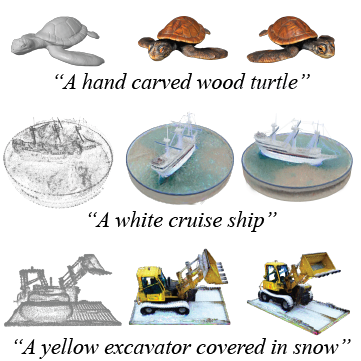 “A hand carved wood turtle”
“A white cruise ship”
“A yellow excavator covered in snow”